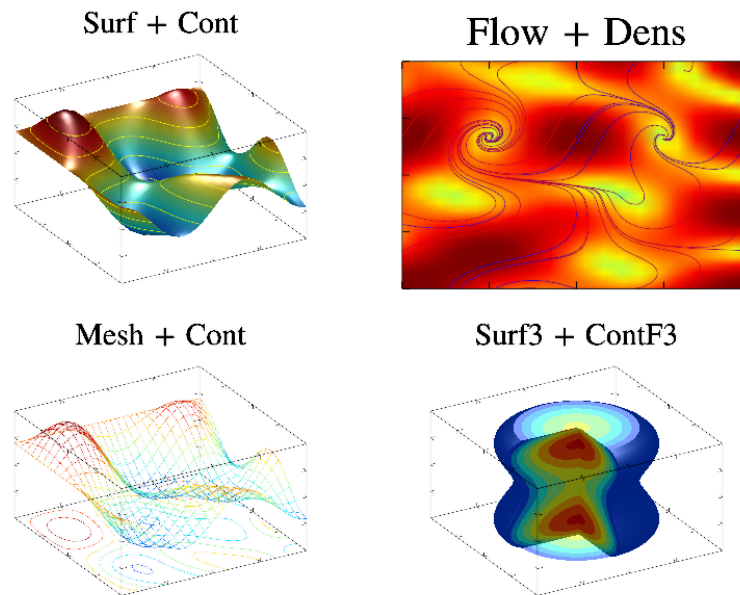 Surf + Cont
Flow + Dens
Mesh + Cont
Surf3 + ContF3